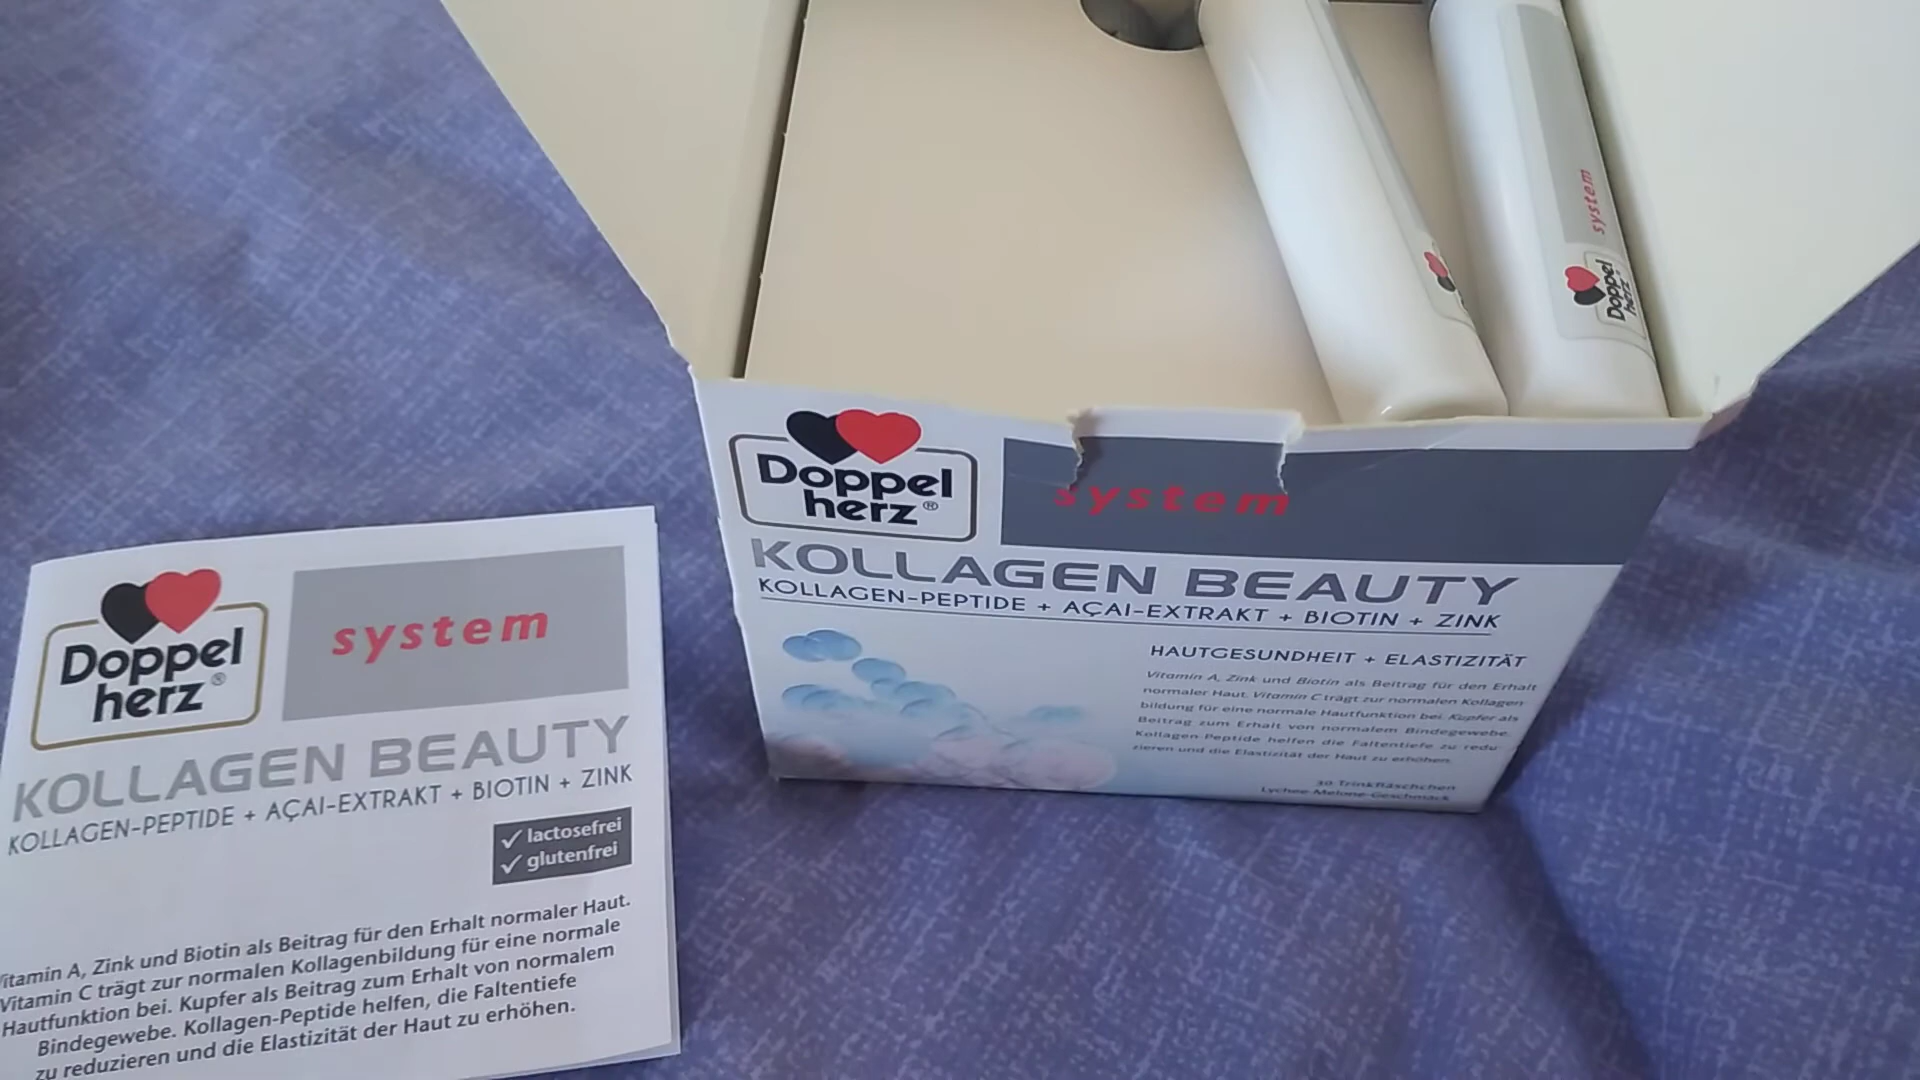 Doppel
herz®
system
KOLLAGEN BEAUTY
KOLLAGEN-PEPTIDE + AÇAI-EXTRAKT + BIOTIN + ZINK
✓ lactosefrei
✓ glutenfrei
Vitamin A, Zink und Biotin als Beitrag für den Erhalt normaler Haut.
Vitamin C trägt zur normalen Kollagenbildung für eine normale
Hautfunktion bei. Kupfer als Beitrag zum Erhalt von normalem
Bindegewebe. Kollagen-Peptide helfen, die Faltentiefe
zu reduzieren und die Elastizität der Haut zu erhöhen.
Doppel
herz®
system
KOLLAGEN BEAUTY
KOLLAGEN-PEPTIDE + AÇAI-EXTRAKT + BIOTIN + ZINK
HAUTGESUNDHEIT + ELASTIZITÄT
Vitamin A, Zink und Biotin als Beitrag für den Erhalt
normaler Haut. Vitamin C trägt zur normalen Kollagen-
bildung für eine normale Hautfunktion bei. Kupfer als
Beitrag zum Erhalt von normalem Bindegewebe.
Kollagen-Peptide helfen die Faltentiefe zu redu-
zieren und die Elastizität der Haut zu erhöhen.
30 Trinkfläschchen
Lychee-Melone-Geschmack
system
Doppel
herz®